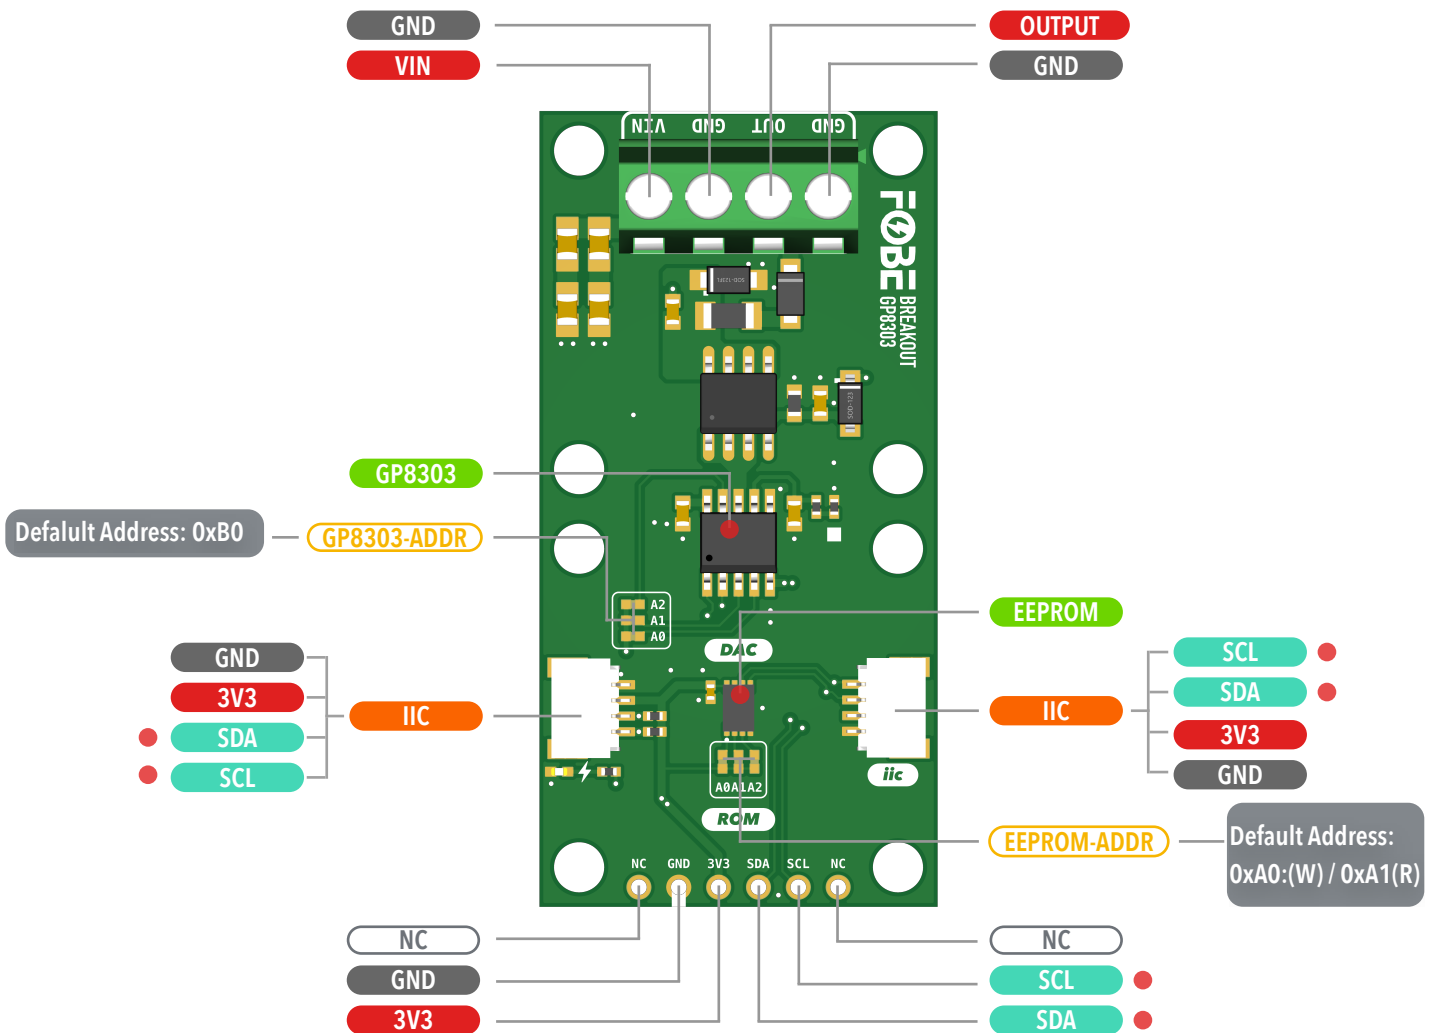 GND
VIN
OUTPUT
GND
VIN
GND
OUT
GND
FOBE
BREAKOUT
GP8303
SOD-123
GP8303
Defalult Address: 0xB0
GP8303-ADDR
A2
A1
A0
EEPROM
DAC
GND
3V3
SDA
SCL
IIC
IIC
SCL
SDA
3V3
GND
iic
A0A1A2
ROM
EEPROM-ADDR
Default Address:
0xA0:(W) / 0xA1(R)
NC
GND
3V3
SDA
SCL
NC
NC
GND
3V3
NC
SCL
SDA